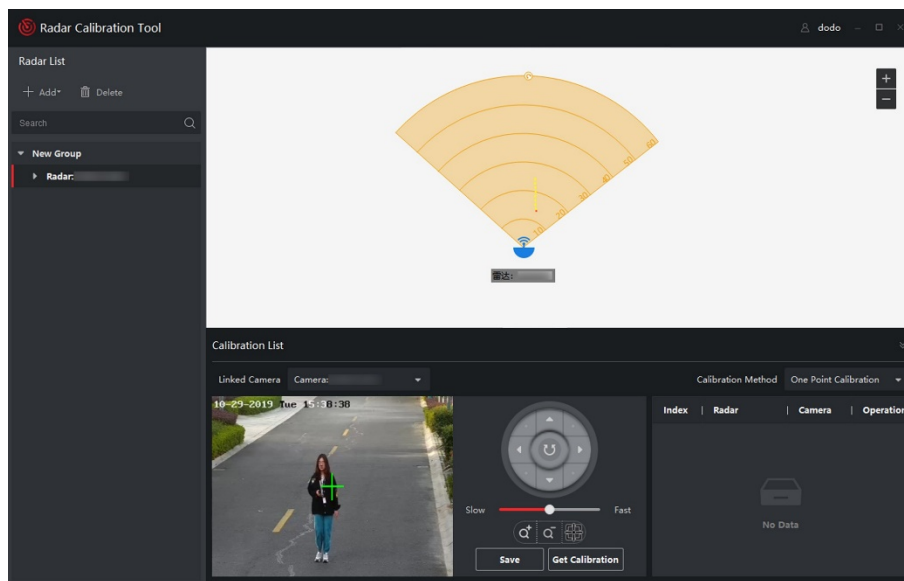 Radar Calibration Tool
dodo
Radar List
Add
Delete
Search
New Group
Radar:
10
20
30
40
50
60
雷达:
Calibration List
Linked Camera
Camera:
Calibration Method
One Point Calibration
10-29-2019 Tue 15:38:38
Slow
Fast
Save
Get Calibration
Index | Radar | Camera | Operation
No Data